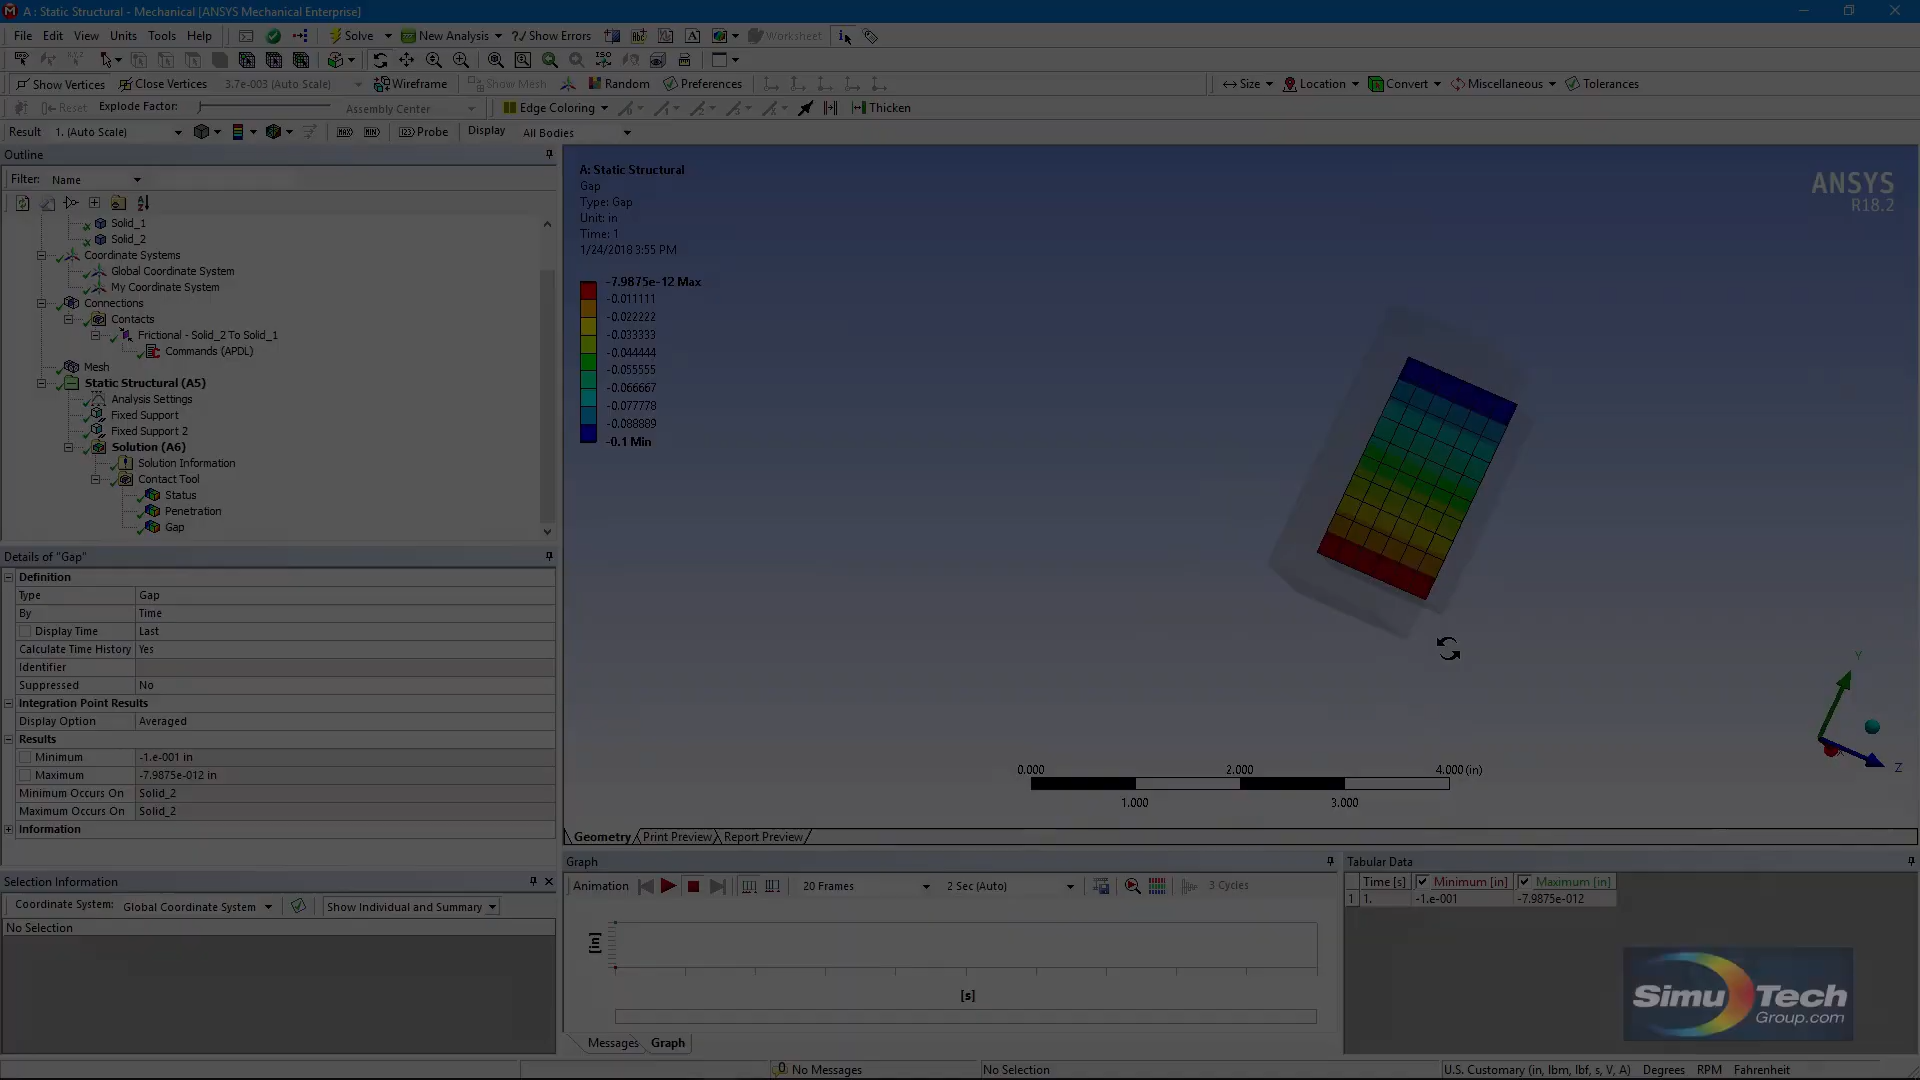 A : Static Structural - Mechanical [ANSYS Mechanical Enterprise]
File Edit View Units Tools Help Solve New Analysis Show Errors Worksheet
Show Vertices Close Vertices 3.7e-003 (Auto Scale) Wireframe Show Mesh Random Preferences Size Location Convert Miscellaneous Tolerances
Reset Explode Factor: Assembly Center Edge Coloring Thicken
Result 1. (Auto Scale) MAX MIN Probe Display All Bodies
Outline
Filter: Name
Solid_1
Solid_2
Coordinate Systems
Global Coordinate System
My Coordinate System
Connections
Contacts
Frictional - Solid_2 To Solid_1
Commands (APDL)
Mesh
Static Structural (A5)
Analysis Settings
Fixed Support
Fixed Support 2
Solution (A6)
Solution Information
Contact Tool
Status
Penetration
Gap
Details of "Gap"
Definition
Type Gap
By Time
Display Time Last
Calculate Time History Yes
Identifier
Suppressed No
Integration Point Results
Display Option Averaged
Results
Minimum -1.e-001 in
Maximum -7.9875e-012 in
Minimum Occurs On Solid_2
Maximum Occurs On Solid_2
Information
Selection Information
Coordinate System: Global Coordinate System Show Individual and Summary
No Selection
A: Static Structural
Gap
Type: Gap
Unit: in
Time: 1
1/24/2018 3:55 PM
-7.9875e-12 Max
-0.011111
-0.022222
-0.033333
-0.044444
-0.055555
-0.066667
-0.077778
-0.088889
-0.1 Min
ANSYS
R18.2
Y
Z
0.000 2.000 4.000 (in)
1.000 3.000
Geometry Print Preview Report Preview
Graph
Animation 20 Frames 2 Sec (Auto) 3 Cycles
[in]
[s]
Messages Graph
Tabular Data
Time [s] Minimum [in] Maximum [in]
1 1. -1.e-001 -7.9875e-012
SimuTech
Group.com
0 No Messages No Selection U.S. Customary (in, lbm, lbf, s, V, A) Degrees RPM Fahrenheit